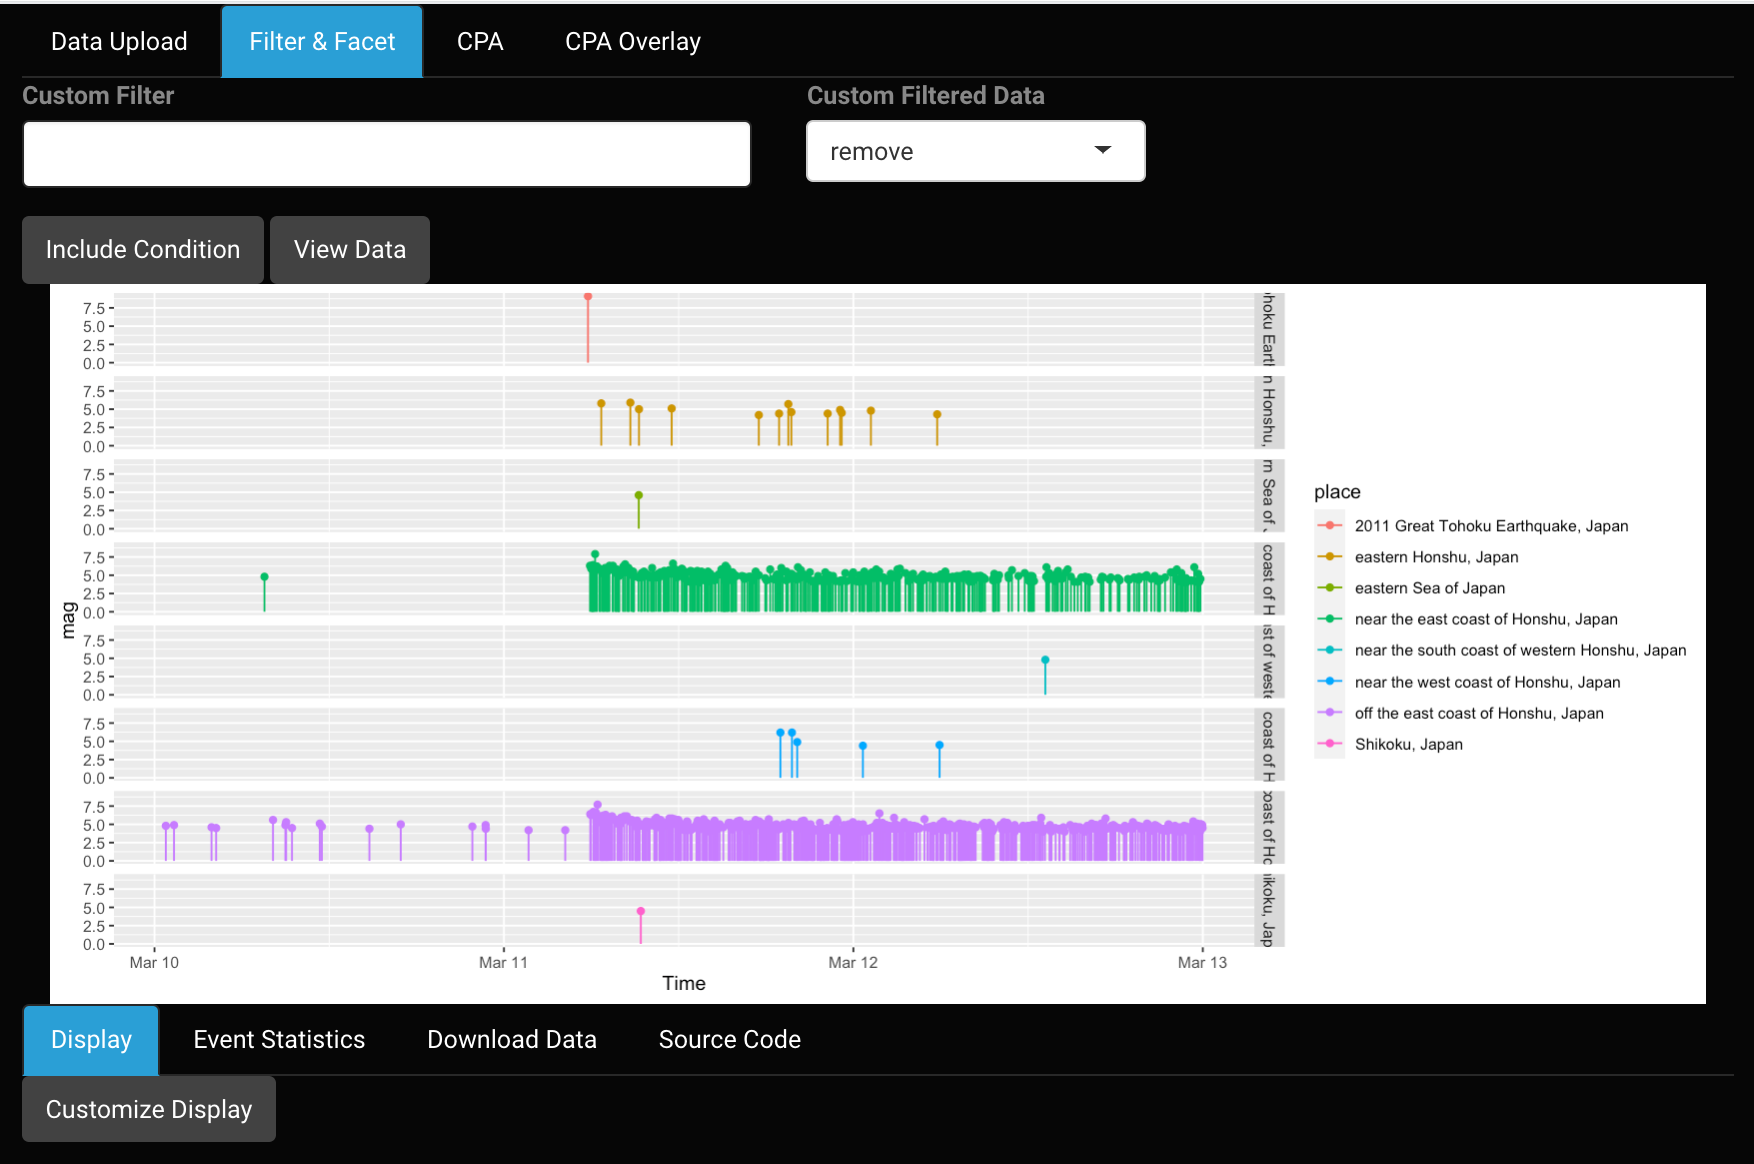 Data Upload Filter & Facet CPA CPA Overlay
Custom Filter Custom Filtered Data
remove
Include Condition View Data
7.5
5.0
2.5
0.0
hoku Eart
7.5
5.0
2.5
0.0
n Honshu,
7.5
5.0
2.5
0.0
rn Sea of
7.5
5.0
2.5
0.0
coast of H
7.5
5.0
2.5
0.0
st of west
7.5
5.0
2.5
0.0
coast of H
7.5
5.0
2.5
0.0
oast of Ho
7.5
5.0
2.5
0.0
ikoku, Jap
mag
Mar 10 Mar 11 Mar 12 Mar 13
Time
place
2011 Great Tohoku Earthquake, Japan
eastern Honshu, Japan
eastern Sea of Japan
near the east coast of Honshu, Japan
near the south coast of western Honshu, Japan
near the west coast of Honshu, Japan
off the east coast of Honshu, Japan
Shikoku, Japan
Display Event Statistics Download Data Source Code
Customize Display